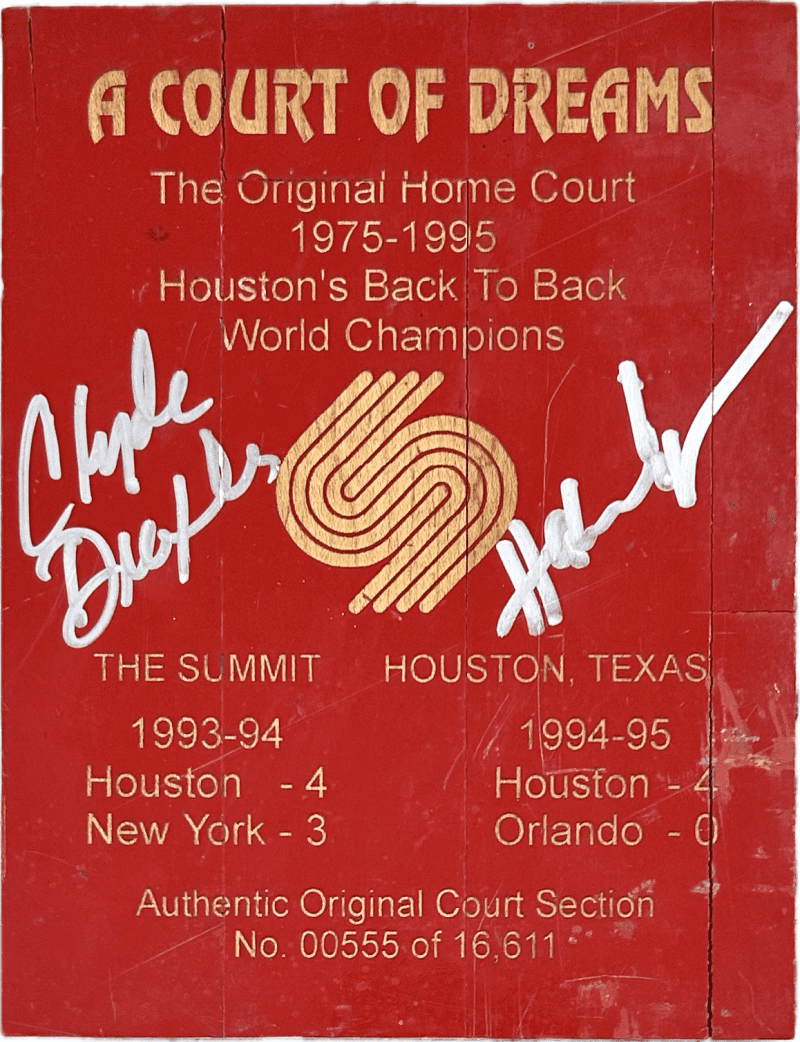 A COURT OF DREAMS
The Original Home Court
1975-1995
Houston's Back To Back
World Champions
Clyde
Drexler
THE SUMMIT HOUSTON, TEXAS
1993-94 1994-95
Houston - 4 Houston - 4
New York - 3 Orlando - 0
Authentic Original Court Section
No. 00555 of 16,611